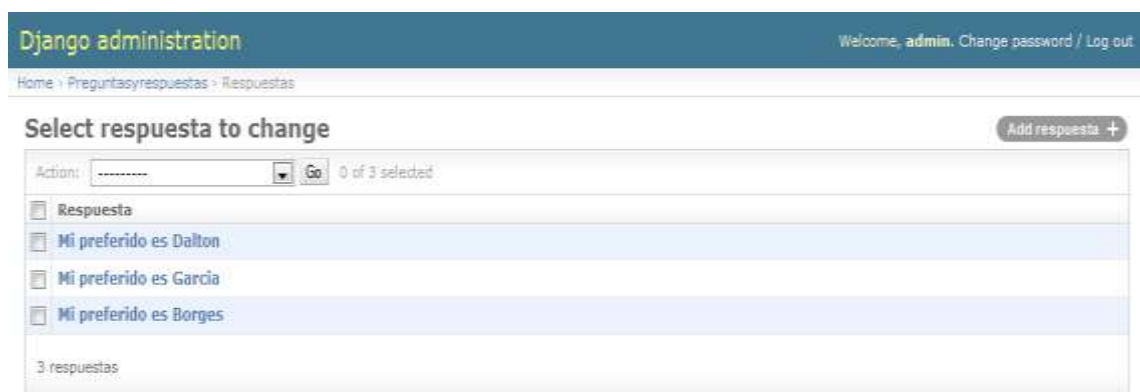 Django administration
Welcome, admin. Change password / Log out
Home › Preguntasyrespuestas › Respuestas
Select respuesta to change
Add respuesta +
Action: --------- Go 0 of 3 selected
Respuesta
Mi preferido es Dalton
Mi preferido es Garcia
Mi preferido es Borges
3 respuestas